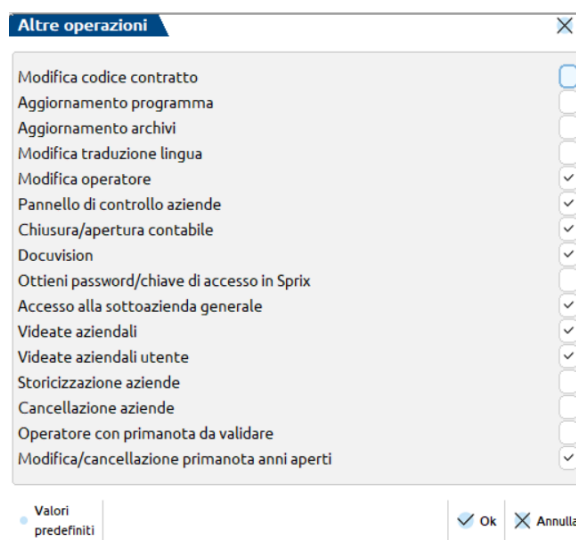 Altre operazioni
Modifica codice contratto
Aggiornamento programma
Aggiornamento archivi
Modifica traduzione lingua
Modifica operatore
Pannello di controllo aziende
Chiusura/apertura contabile
Docuvision
Ottieni password/chiave di accesso in Sprix
Accesso alla sottoazienda generale
Videate aziendali
Videate aziendali utente
Storicizzazione aziende
Cancellazione aziende
Operatore con primanota da validare
Modifica/cancellazione primanota anni aperti
Valori
predefiniti
Ok
Annulla